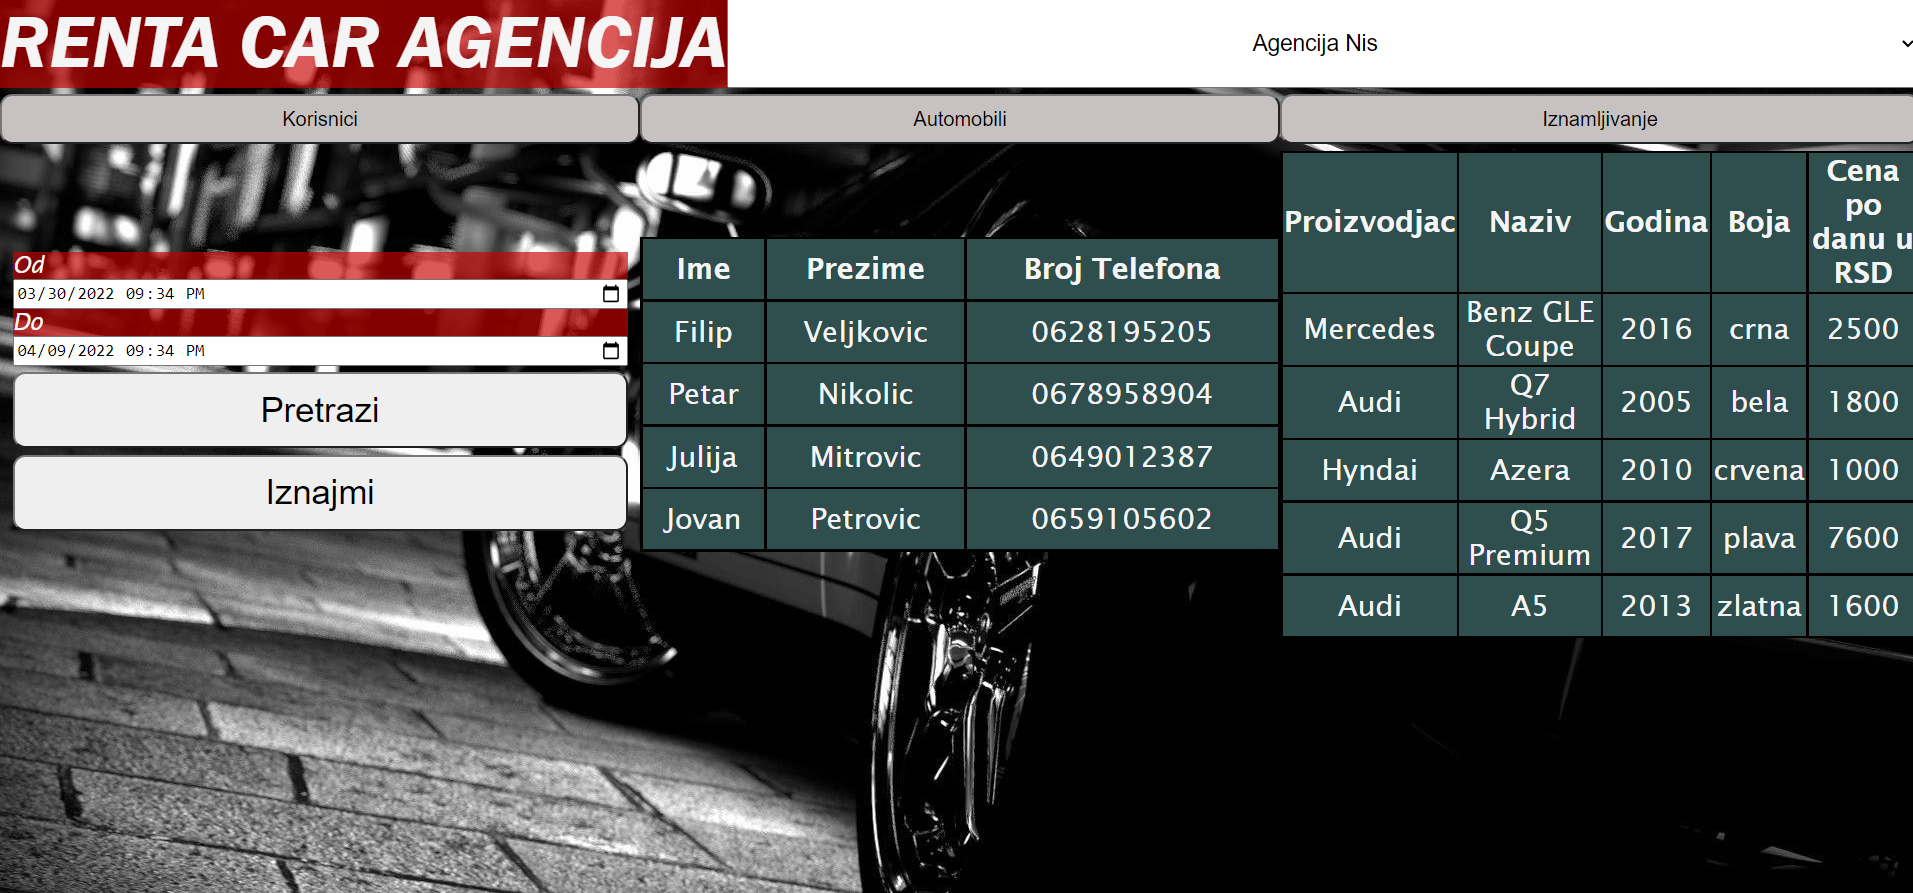 RENTA CAR AGENCIJA
Agencija Nis
Korisnici
Automobili
Iznamljivanje
Od
03/30/2022 09:34 PM
Do
04/09/2022 09:34 PM
Pretrazi
Iznajmi
Ime Prezime Broj Telefona
Filip Veljkovic 0628195205
Petar Nikolic 0678958904
Julija Mitrovic 0649012387
Jovan Petrovic 0659105602
Proizvodjac Naziv Godina Boja Cena po danu u RSD
Mercedes Benz GLE Coupe 2016 crna 2500
Audi Q7 Hybrid 2005 bela 1800
Hyndai Azera 2010 crvena 1000
Audi Q5 Premium 2017 plava 7600
Audi A5 2013 zlatna 1600